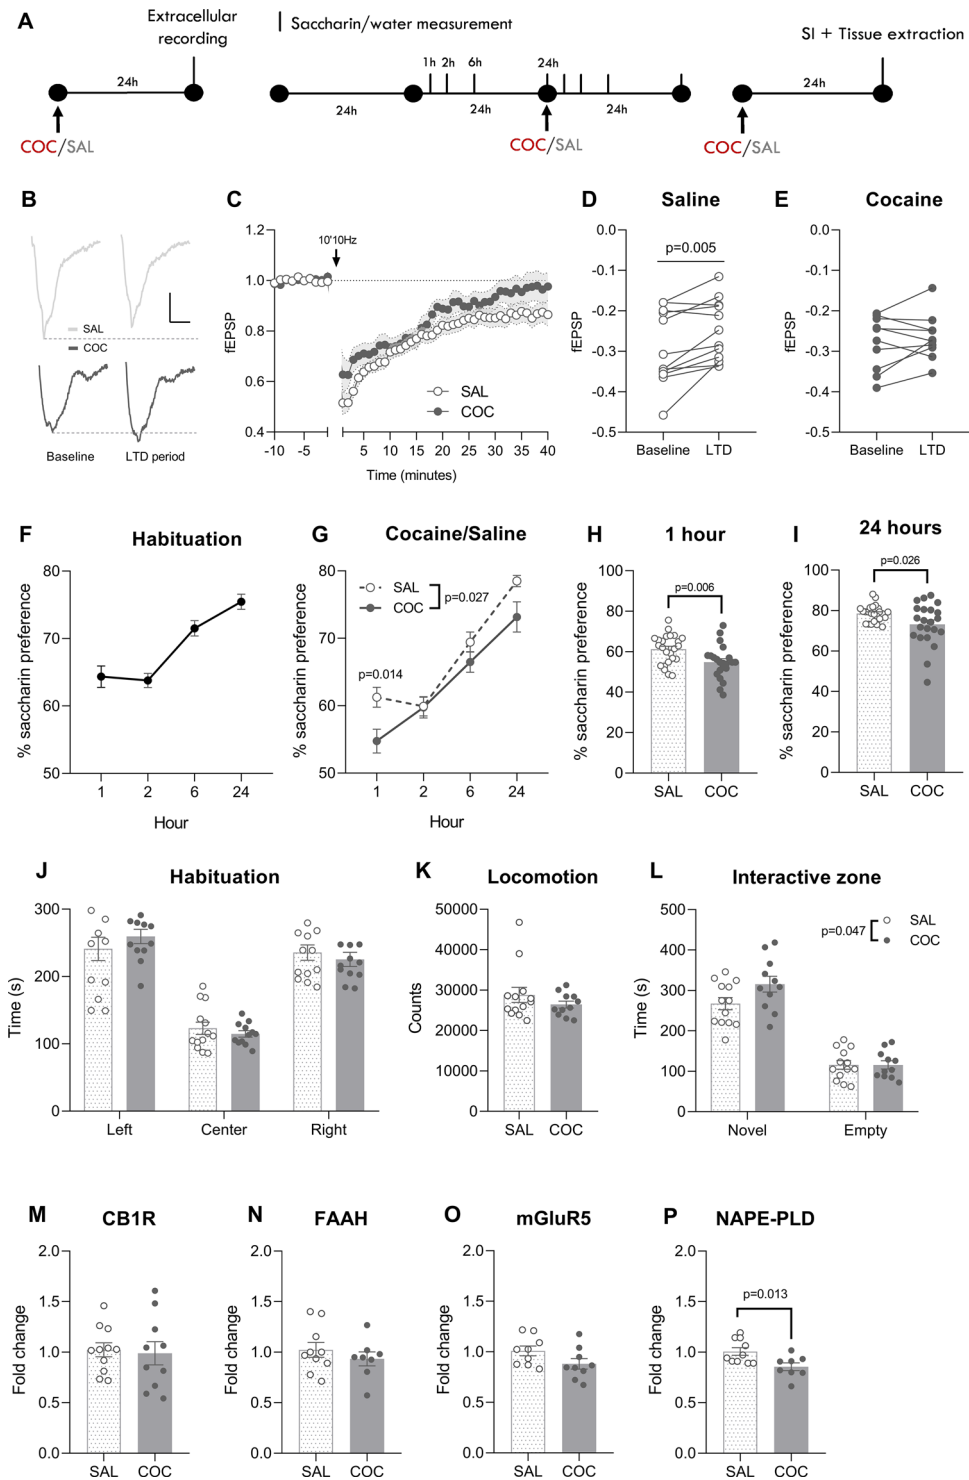 A
Extracellular
recording
Saccharin/water measurement
SI + Tissue extraction
24h
1h 2h 6h 24h
24h 24h 24h
24h
COC/SAL
COC/SAL
COC/SAL
B
SAL
COC
Baseline LTD period
C
1.2
1.0
0.8
0.6
0.4
fEPSP
10'10Hz
SAL
COC
-10 -5 5 10 15 20 25 30 35 40
Time (minutes)
D
Saline
0.0
-0.1
-0.2
-0.3
-0.4
-0.5
fEPSP
p=0.005
Baseline LTD
E
Cocaine
0.0
-0.1
-0.2
-0.3
-0.4
-0.5
fEPSP
Baseline LTD
F
Habituation
80
70
60
50
% saccharin preference
1 2 6 24
Hour
G
Cocaine/Saline
80
70
60
50
% saccharin preference
SAL
COC
p=0.027
p=0.014
1 2 6 24
Hour
H
1 hour
100
80
60
40
20
0
% saccharin preference
p=0.006
SAL COC
I
24 hours
100
80
60
40
20
0
% saccharin preference
p=0.026
SAL COC
J
Habituation
300
200
100
0
Time (s)
Left Center Right
K
Locomotion
50000
40000
30000
20000
10000
0
Counts
SAL COC
L
Interactive zone
500
400
300
200
100
0
Time (s)
SAL
COC
p=0.047
Novel Empty
M
CB1R
2.0
1.5
1.0
0.5
0.0
Fold change
SAL COC
N
FAAH
2.0
1.5
1.0
0.5
0.0
Fold change
SAL COC
O
mGluR5
2.0
1.5
1.0
0.5
0.0
Fold change
SAL COC
P
NAPE-PLD
2.0
1.5
1.0
0.5
0.0
Fold change
p=0.013
SAL COC